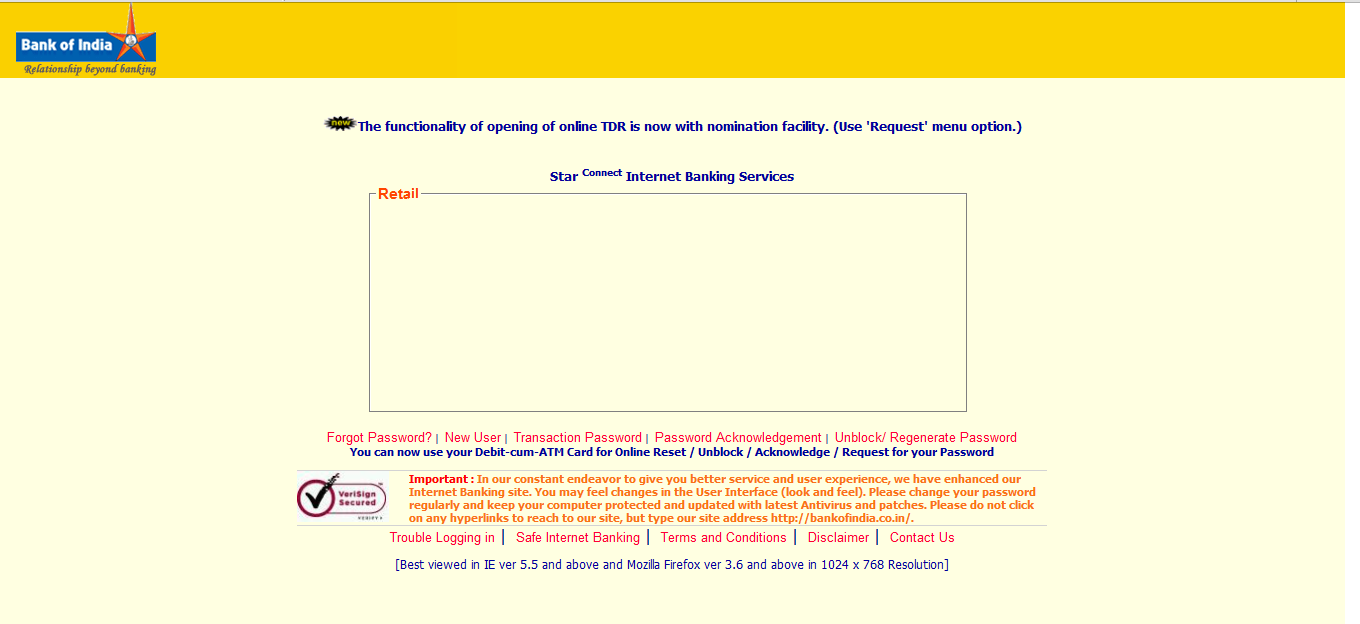 Bank of India
Relationship beyond banking
new The functionality of opening of online TDR is now with nomination facility. (Use 'Request' menu option.)
Star Connect Internet Banking Services
Retail
Forgot Password? | New User | Transaction Password | Password Acknowledgement | Unblock/ Regenerate Password
You can now use your Debit-cum-ATM Card for Online Reset / Unblock / Acknowledge / Request for your Password
VeriSign
Secured
VERIFY
Important : In our constant endeavor to give you better service and user experience, we have enhanced our
Internet Banking site. You may feel changes in the User Interface (look and feel). Please change your password
regularly and keep your computer protected and updated with latest Antivirus and patches. Please do not click
on any hyperlinks to reach to our site, but type our site address http://bankofindia.co.in/.
Trouble Logging in | Safe Internet Banking | Terms and Conditions | Disclaimer | Contact Us
[Best viewed in IE ver 5.5 and above and Mozilla Firefox ver 3.6 and above in 1024 x 768 Resolution]